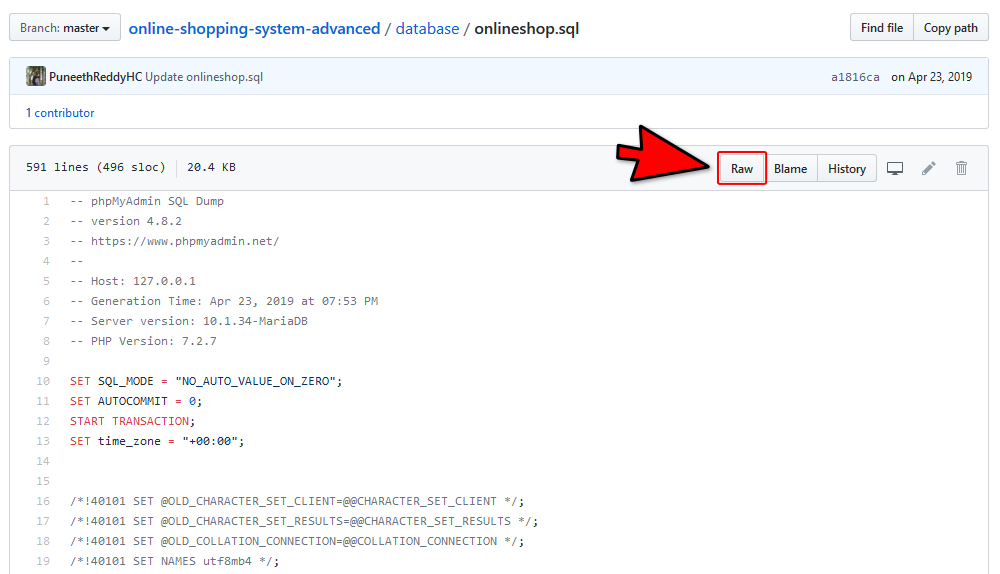 Branch: master online-shopping-system-advanced / database / onlineshop.sql Find file Copy path
PuneethReddyHC Update onlineshop.sql a1816ca on Apr 23, 2019
1 contributor
591 lines (496 sloc) 20.4 KB Raw Blame History
1 -- phpMyAdmin SQL Dump
2 -- version 4.8.2
3 -- https://www.phpmyadmin.net/
4 --
5 -- Host: 127.0.0.1
6 -- Generation Time: Apr 23, 2019 at 07:53 PM
7 -- Server version: 10.1.34-MariaDB
8 -- PHP Version: 7.2.7
9
10 SET SQL_MODE = "NO_AUTO_VALUE_ON_ZERO";
11 SET AUTOCOMMIT = 0;
12 START TRANSACTION;
13 SET time_zone = "+00:00";
14
15
16 /*!40101 SET @OLD_CHARACTER_SET_CLIENT=@@CHARACTER_SET_CLIENT */;
17 /*!40101 SET @OLD_CHARACTER_SET_RESULTS=@@CHARACTER_SET_RESULTS */;
18 /*!40101 SET @OLD_COLLATION_CONNECTION=@@COLLATION_CONNECTION */;
19 /*!40101 SET NAMES utf8mb4 */;